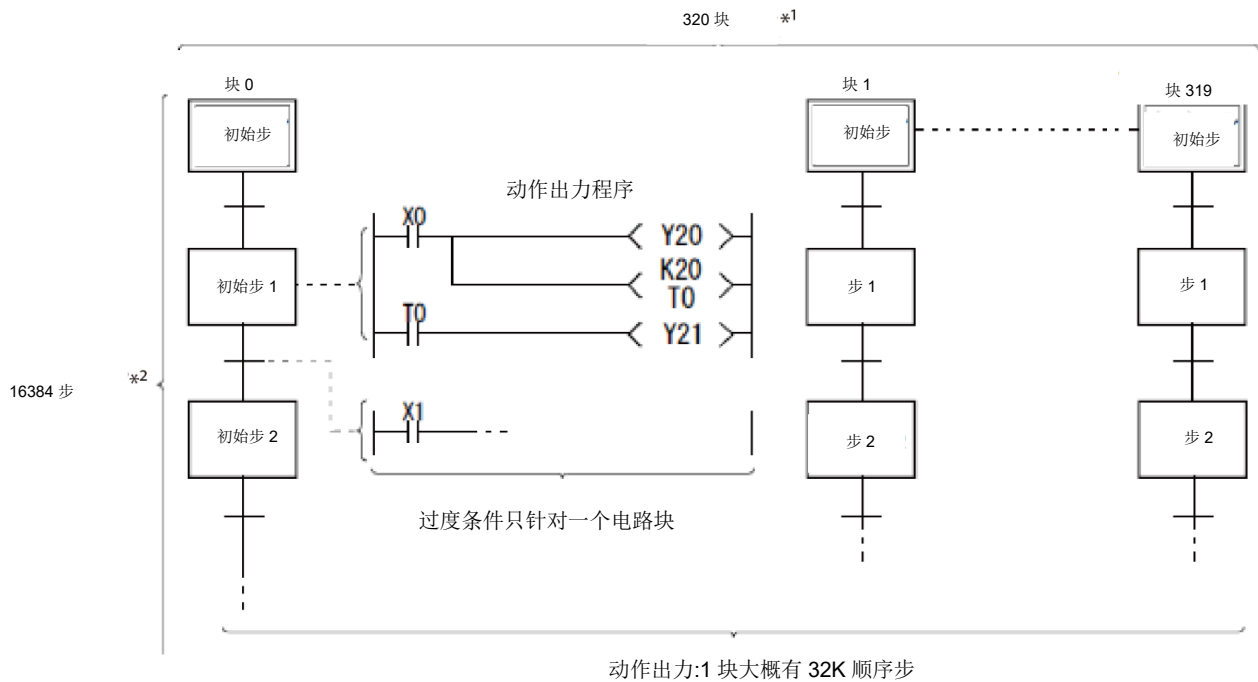 320 块 *1
块 0
块 1
块 319
初始步
初始步
初始步
动作出力程序
X0
Y20
初始步 1
K20
T0
步 1
步 1
T0
Y21
16384 步 *2
X1
初始步 2
步 2
步 2
过度条件只针对一个电路块
动作出力:1 块大概有 32K 顺序步